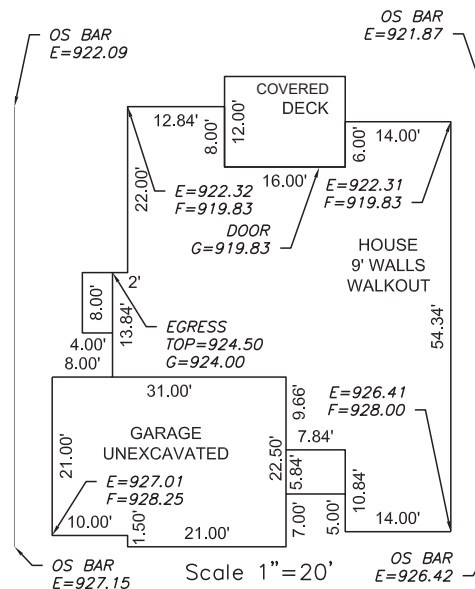 OS BAR
E=922.09
OS BAR
E=921.87
COVERED
DECK
12.84'
8.00'
12.00'
14.00'
6.00'
16.00'
22.00'
E=922.32
F=919.83
E=922.31
F=919.83
DOOR
G=919.83
HOUSE
9' WALLS
WALKOUT
2'
8.00'
13.84'
4.00'
8.00'
EGRESS
TOP=924.50
G=924.00
54.34'
31.00'
9.66'
E=926.41
F=928.00
GARAGE
UNEXCAVATED
7.84'
21.00'
22.50'
5.84'
E=927.01
F=928.25
10.84'
10.00'
1.50'
21.00'
7.00'
5.00'
14.00'
OS BAR
E=927.15
Scale 1"=20'
OS BAR
E=926.42